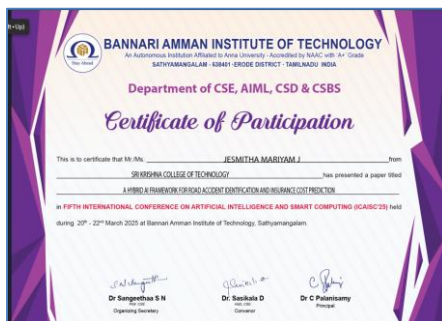 t+Up)
Stay Ahead
BANNARI AMMAN INSTITUTE OF TECHNOLOGY
An Autonomous Institution Affiliated to Anna University - Accredited by NAAC with 'A+' Grade
SATHYAMANGALAM - 638401 -ERODE DISTRICT - TAMILNADU INDIA
Department of CSE, AIML, CSD & CSBS
Certificate of Participation
This is to certificate that Mr./Ms. JESMITHA MARIYAM J from
SRI KRISHNA COLLEGE OF TECHNOLOGY has presented a paper titled
A HYBRID AI FRAMEWORK FOR ROAD ACCIDENT IDENTIFICATION AND INSURANCE COST PREDICTION
in FIFTH INTERNATIONAL CONFERENCE ON ARTIFICIAL INTELLIGENCE AND SMART COMPUTING (ICAISC'25) held
during 20th - 22nd March 2025 at Bannari Amman Institute of Technology, Sathyamangalam.
Dr Sangeethaa S N
Organizing Secretary
Dr. Sasikala D
Convenor
Dr C Palanisamy
Principal